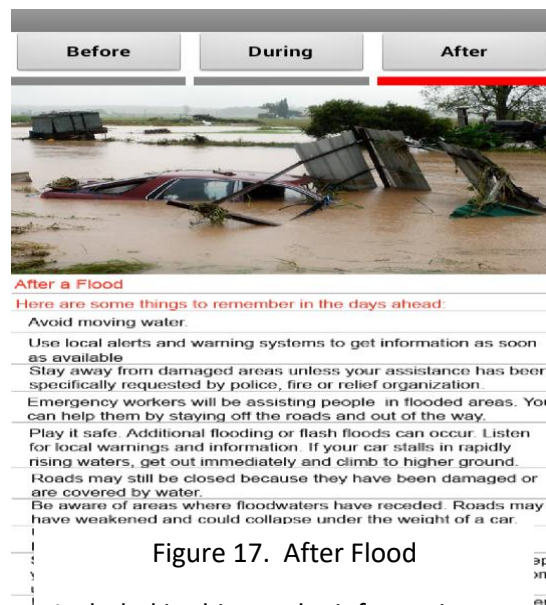 Before During After
After a Flood
Here are some things to remember in the days ahead:
Avoid moving water.
Use local alerts and warning systems to get information as soon
as available
Stay away from damaged areas unless your assistance has been
specifically requested by police, fire or relief organization.
Emergency workers will be assisting people in flooded areas. You
can help them by staying off the roads and out of the way.
Play it safe. Additional flooding or flash floods can occur. Listen
for local warnings and information. If your car stalls in rapidly
rising waters, get out immediately and climb to higher ground.
Roads may still be closed because they have been damaged or
are covered by water.
Be aware of areas where floodwaters have receded. Roads may
have weakened and could collapse under the weight of a car.
Figure 17. After Flood